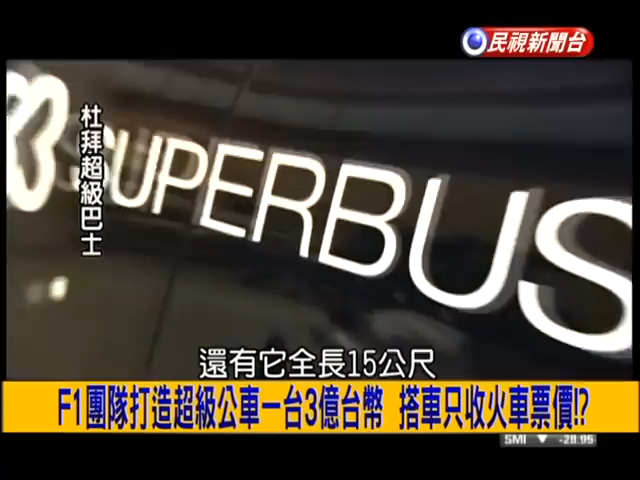 民視新聞台
杜拜超級巴士
SUPERBUS
還有它全長15公尺
F1團隊打造超級公車一台3億台幣 搭車只收火車票價!?
SMI ▼ -28.95